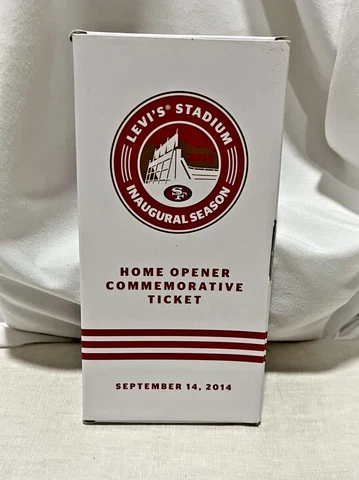 LEVI'S® STADIUM
SF
INAUGURAL SEASON
HOME OPENER
COMMEMORATIVE
TICKET
SEPTEMBER 14, 2014